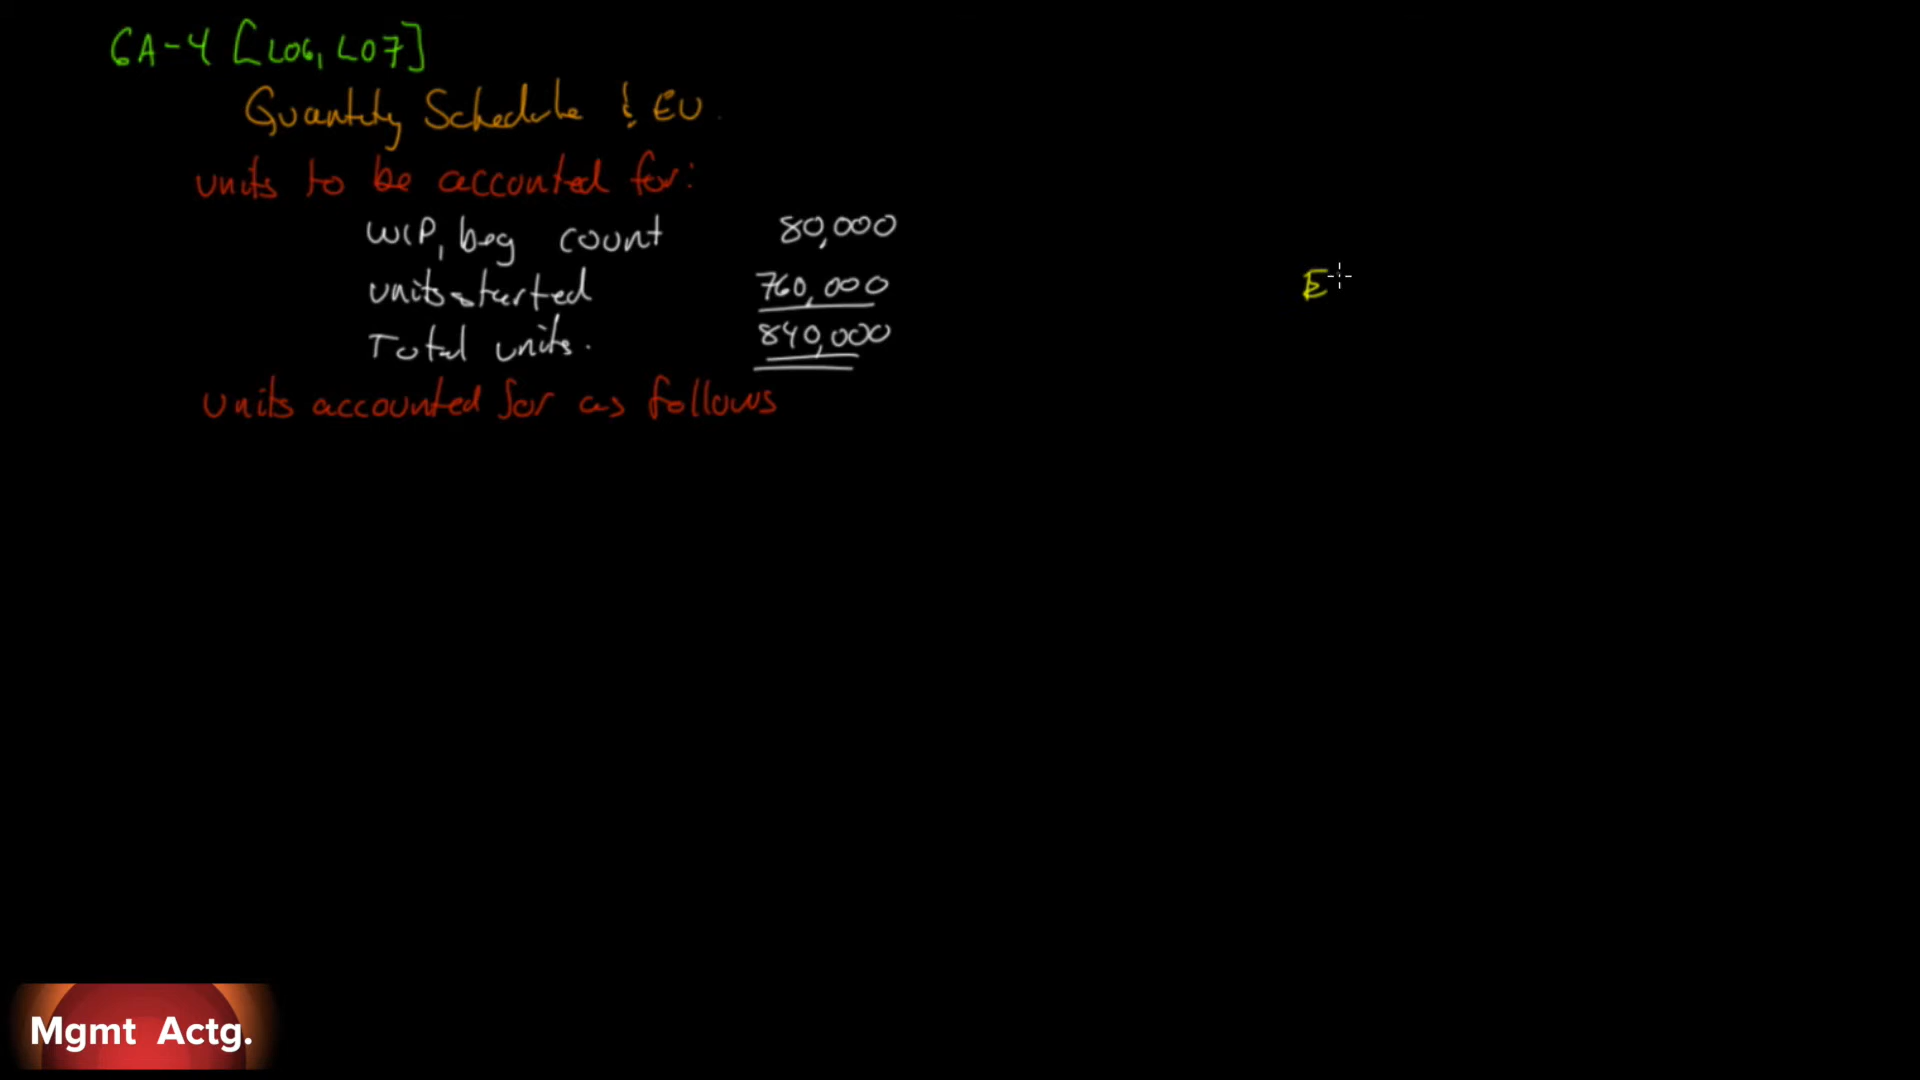 6A-4 [LO6, LO7]
Quantity Schedule & EU.
units to be accounted for:
WIP, beg count 80,000
units started 760,000
E
Total units. 840,000
units accounted for as follows
Mgmt Actg.